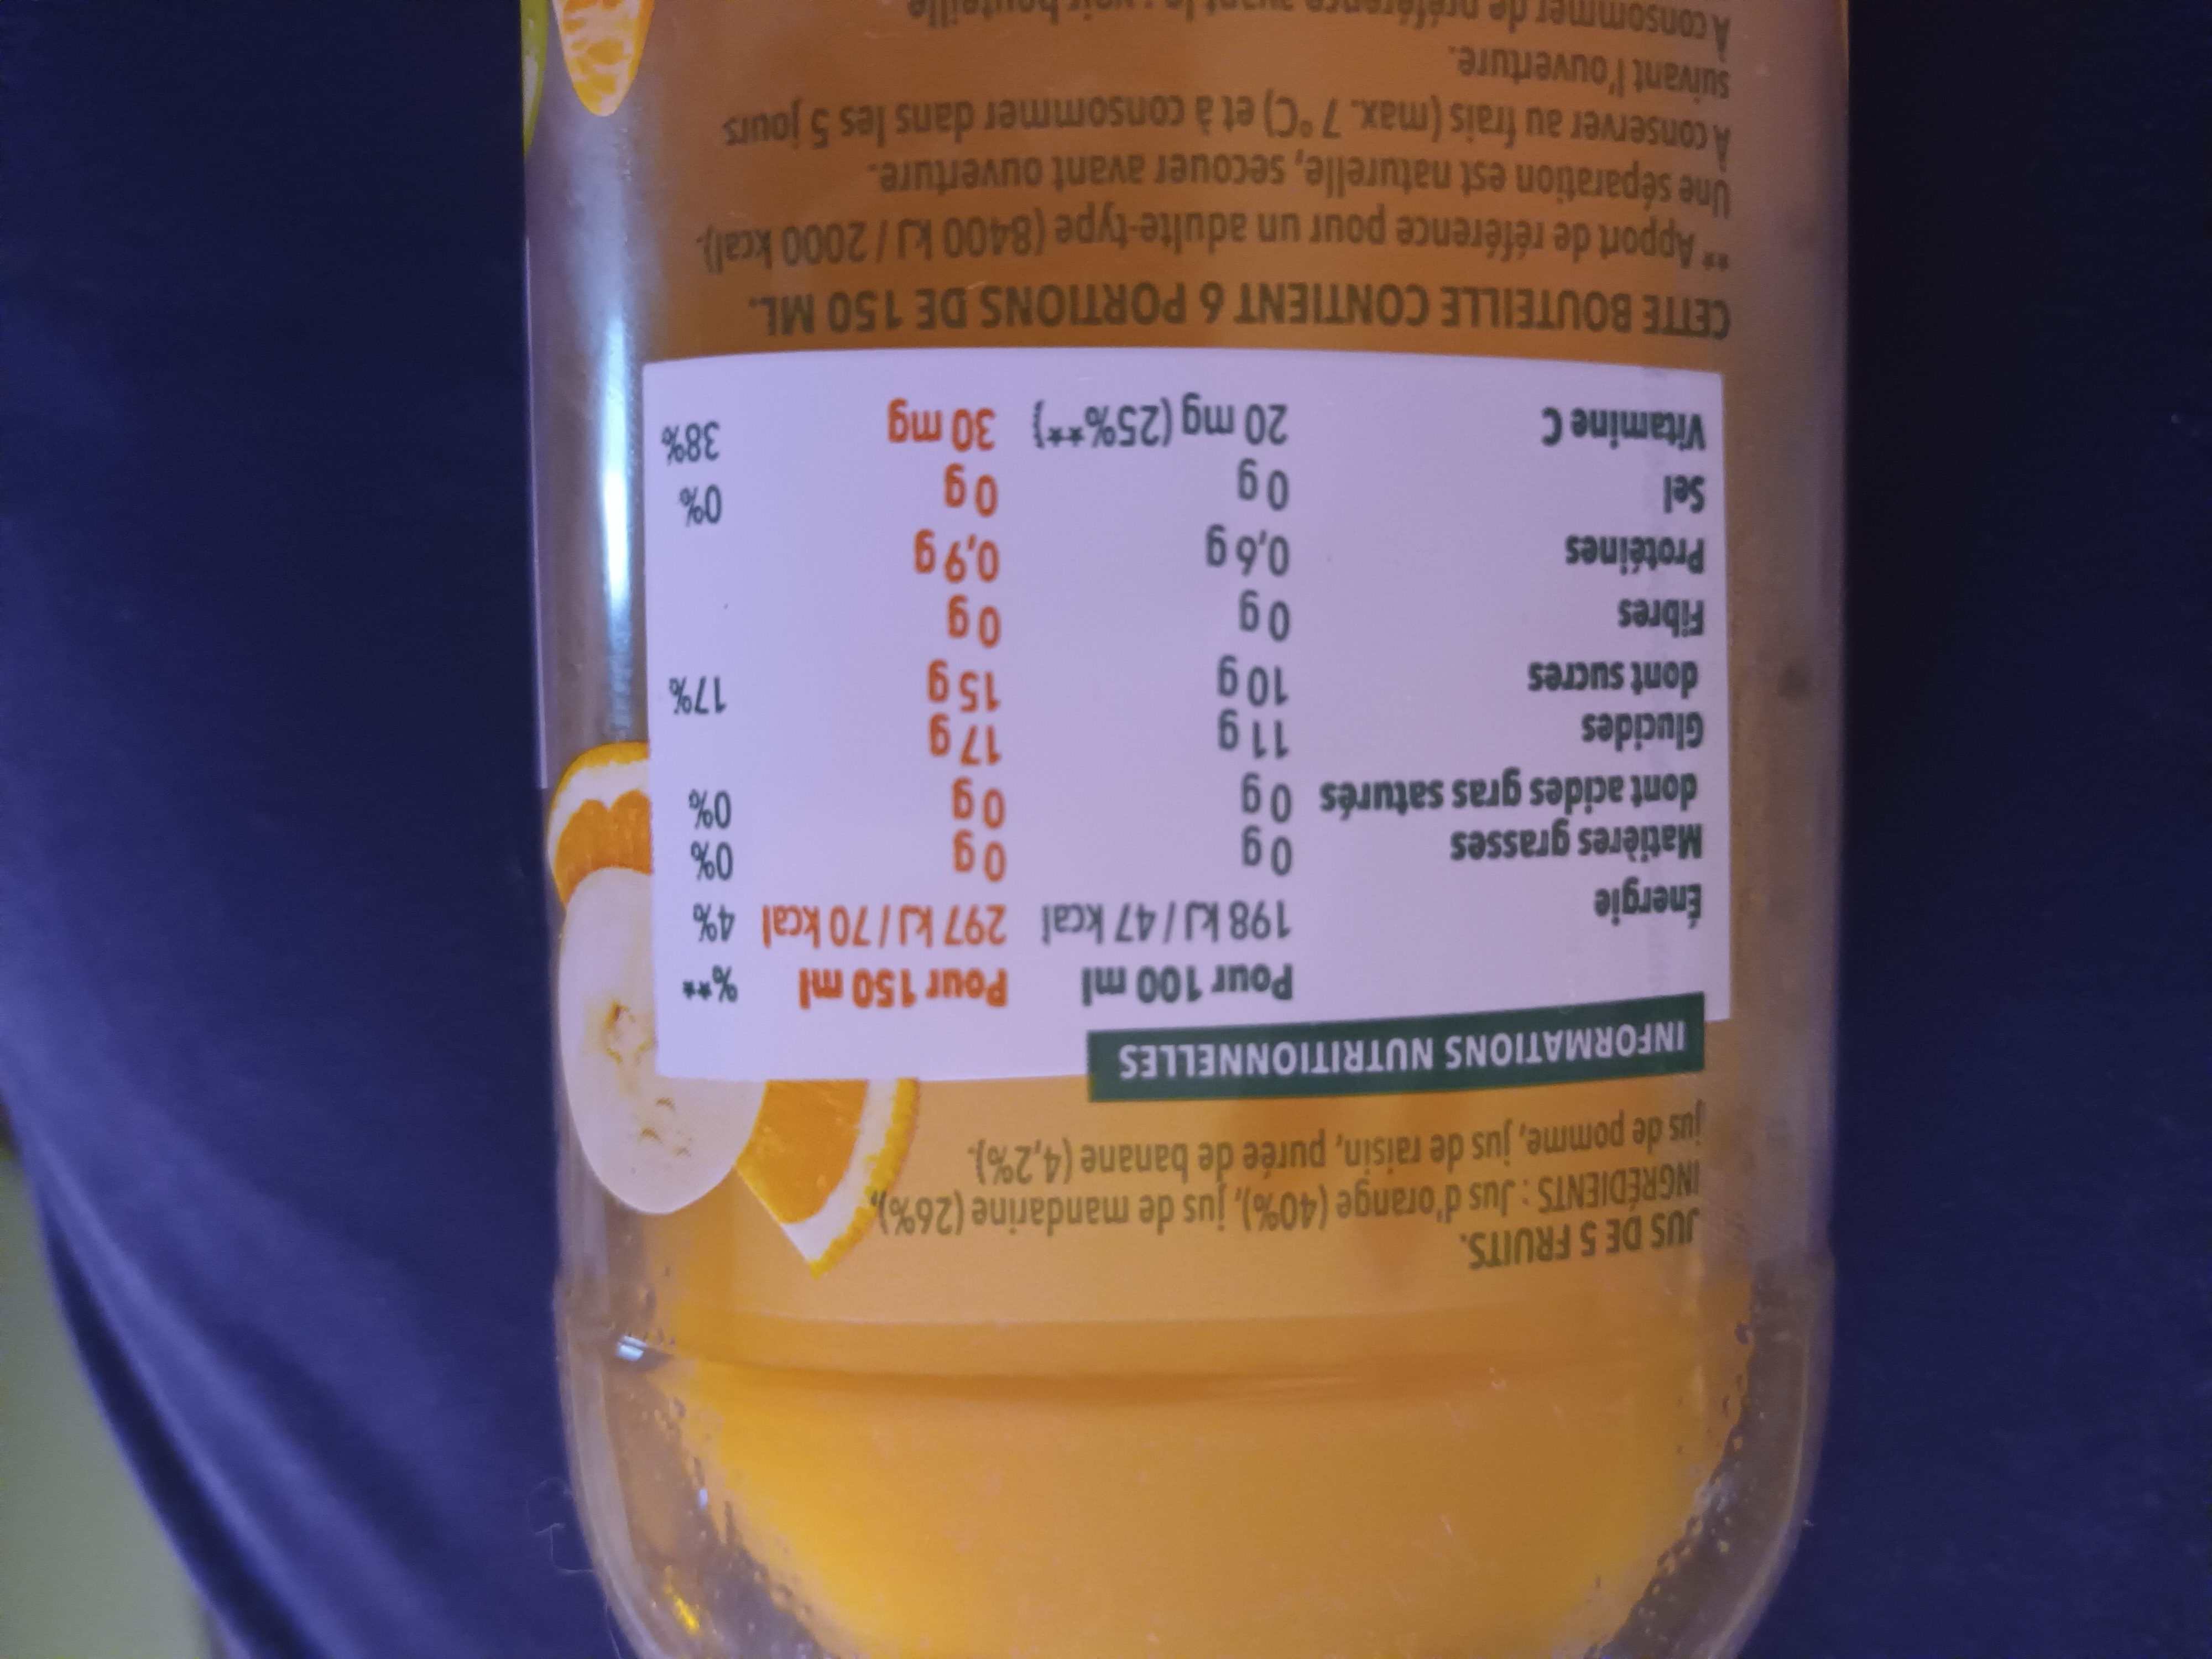 JUS DE 5 FRUITS.
INGRÉDIENTS : Jus d'orange (40%), jus de mandarine (26%),
jus de pomme, jus de raisin, purée de banane (4,2%).
INFORMATIONS NUTRITIONNELLES
Pour 100 ml Pour 150 ml %**
Énergie 198 kJ / 47 kcal 297 kJ / 70 kcal 4%
Matières grasses 0 g 0 g 0%
dont acides gras saturés 0 g 0 g 0%
Glucides 11 g 17 g
dont sucres 10 g 15 g 17%
Fibres 0 g 0 g
Protéines 0,6 g 0,9 g
Sel 0 g 0 g 0%
Vitamine C 20 mg (25%**) 30 mg 38%
CETTE BOUTEILLE CONTIENT 6 PORTIONS DE 150 ML.
** Apport de référence pour un adulte-type (8400 kJ / 2000 kcal).
Une séparation est naturelle, secouer avant ouverture.
À conserver au frais (max. 7 °C) et à consommer dans les 5 jours
suivant l'ouverture.
À consommer de préférence avant le : voir bouteille